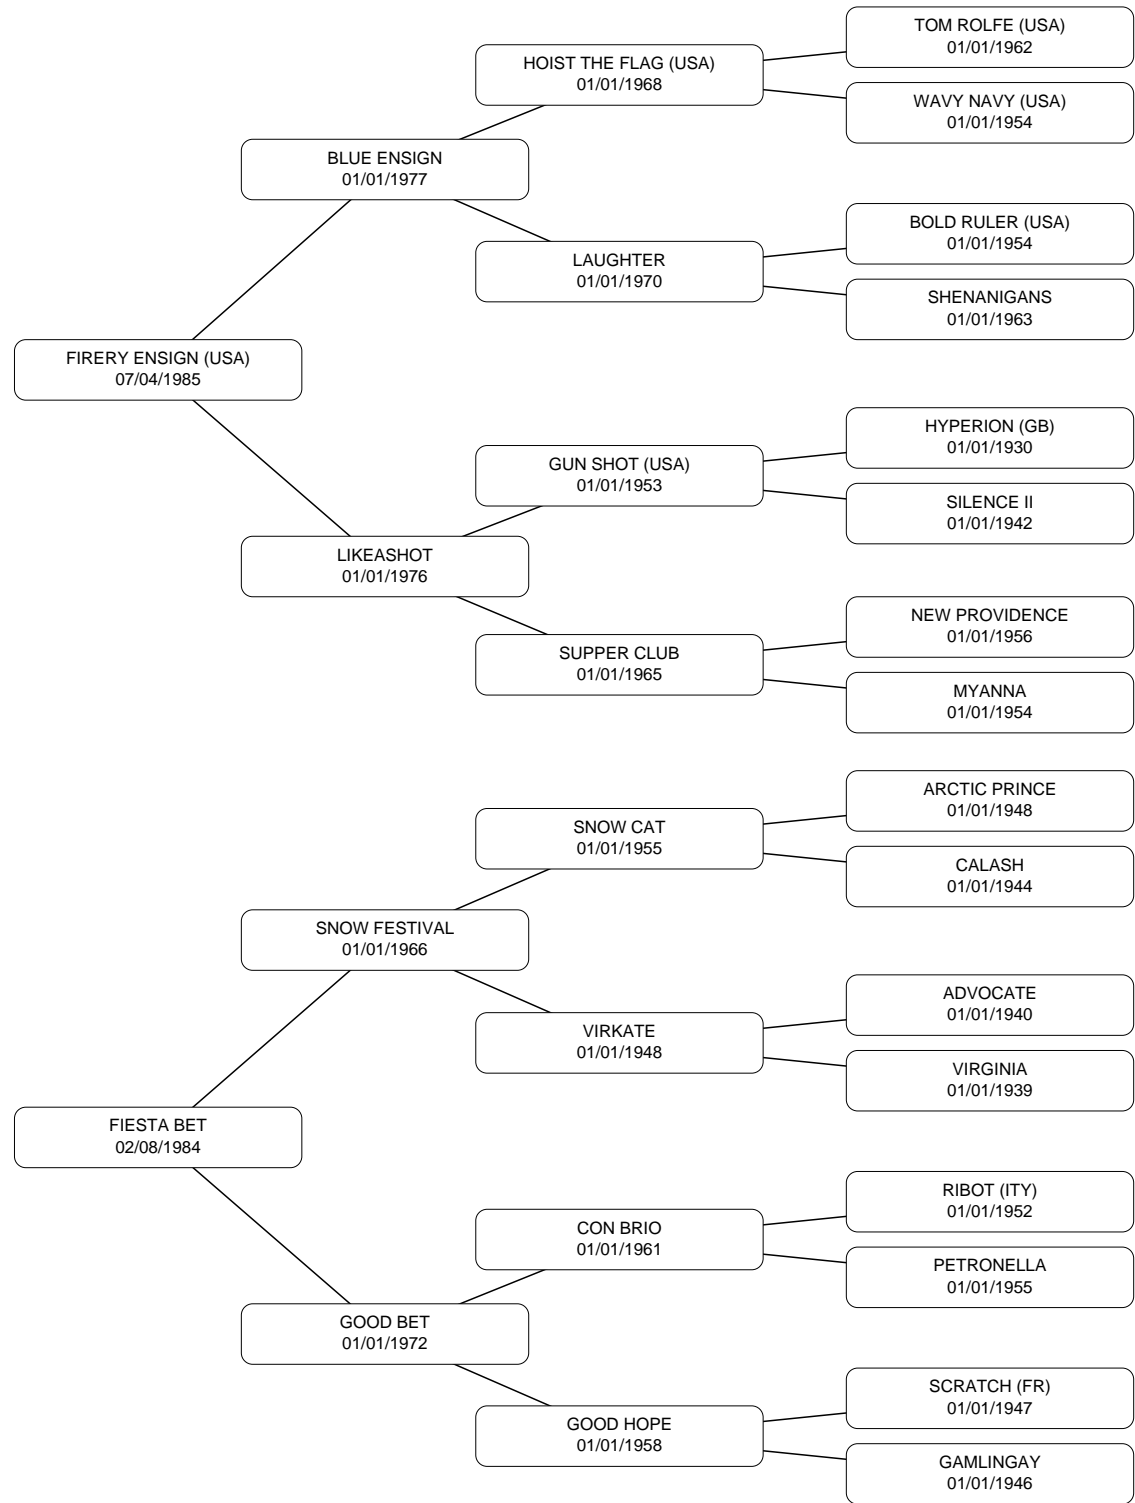 TOM ROLFE (USA)
01/01/1962
HOIST THE FLAG (USA)
01/01/1968
WAVY NAVY (USA)
01/01/1954
BLUE ENSIGN
01/01/1977
BOLD RULER (USA)
01/01/1954
LAUGHTER
01/01/1970
SHENANIGANS
01/01/1963
FIRERY ENSIGN (USA)
07/04/1985
HYPERION (GB)
01/01/1930
GUN SHOT (USA)
01/01/1953
SILENCE II
01/01/1942
LIKEASHOT
01/01/1976
NEW PROVIDENCE
01/01/1956
SUPPER CLUB
01/01/1965
MYANNA
01/01/1954
ARCTIC PRINCE
01/01/1948
SNOW CAT
01/01/1955
CALASH
01/01/1944
SNOW FESTIVAL
01/01/1966
ADVOCATE
01/01/1940
VIRKATE
01/01/1948
VIRGINIA
01/01/1939
FIESTA BET
02/08/1984
RIBOT (ITY)
01/01/1952
CON BRIO
01/01/1961
PETRONELLA
01/01/1955
GOOD BET
01/01/1972
SCRATCH (FR)
01/01/1947
GOOD HOPE
01/01/1958
GAMLINGAY
01/01/1946